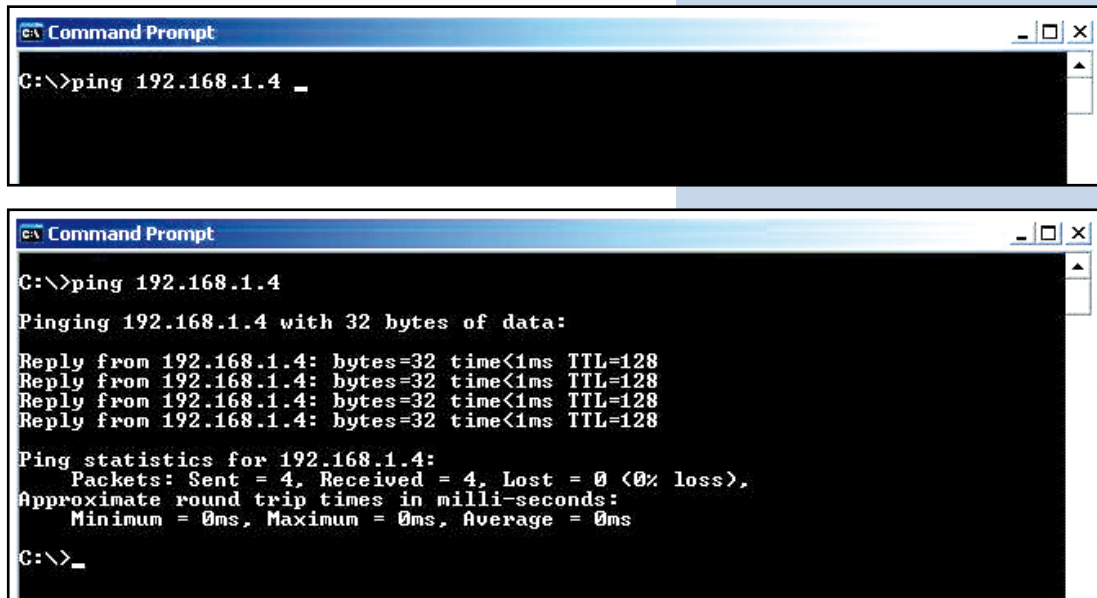 Command Prompt
C:\>ping 192.168.1.4
Command Prompt
C:\>ping 192.168.1.4
Pinging 192.168.1.4 with 32 bytes of data:
Reply from 192.168.1.4: bytes=32 time<1ms TTL=128
Reply from 192.168.1.4: bytes=32 time<1ms TTL=128
Reply from 192.168.1.4: bytes=32 time<1ms TTL=128
Reply from 192.168.1.4: bytes=32 time<1ms TTL=128
Ping statistics for 192.168.1.4:
    Packets: Sent = 4, Received = 4, Lost = 0 (0% loss),
Approximate round trip times in milli-seconds:
    Minimum = 0ms, Maximum = 0ms, Average = 0ms
C:\>